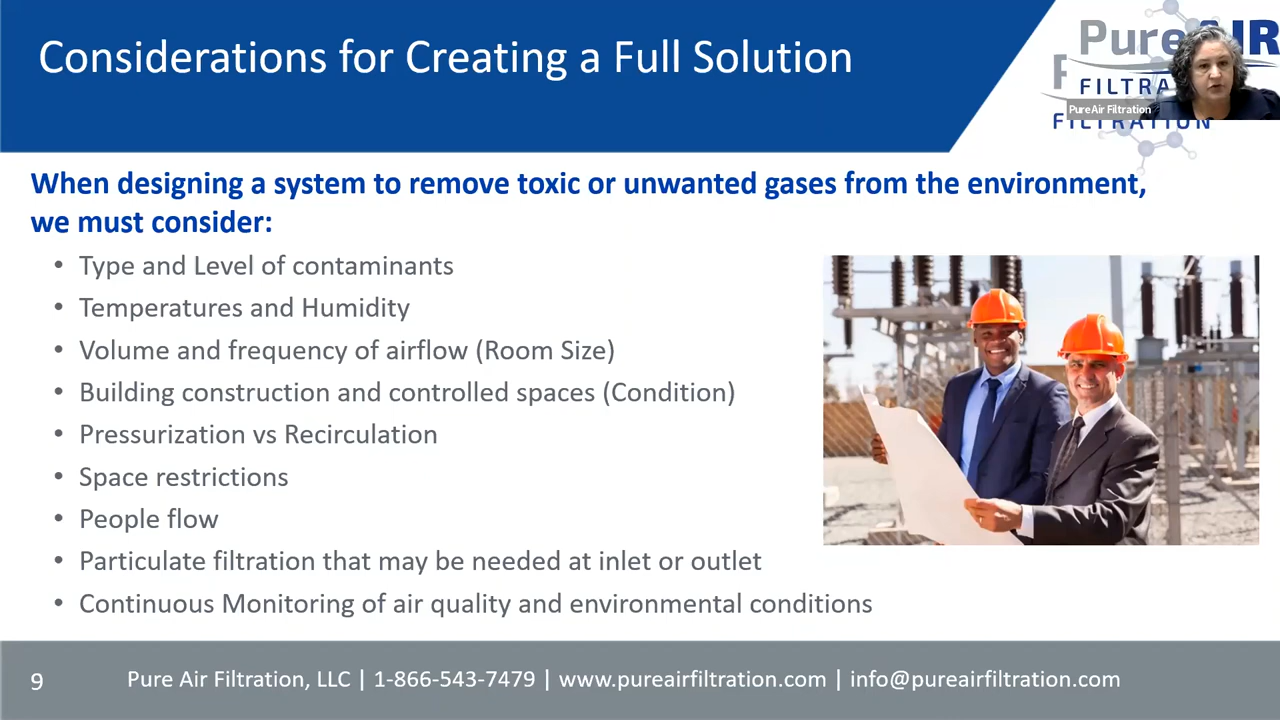 Considerations for Creating a Full Solution
PureAIR
FILTRA
PureAir Filtration
FILTRATION
When designing a system to remove toxic or unwanted gases from the environment,
we must consider:
• Type and Level of contaminants
• Temperatures and Humidity
• Volume and frequency of airflow (Room Size)
• Building construction and controlled spaces (Condition)
• Pressurization vs Recirculation
• Space restrictions
• People flow
• Particulate filtration that may be needed at inlet or outlet
• Continuous Monitoring of air quality and environmental conditions
9
Pure Air Filtration, LLC | 1-866-543-7479 | www.pureairfiltration.com | info@pureairfiltration.com